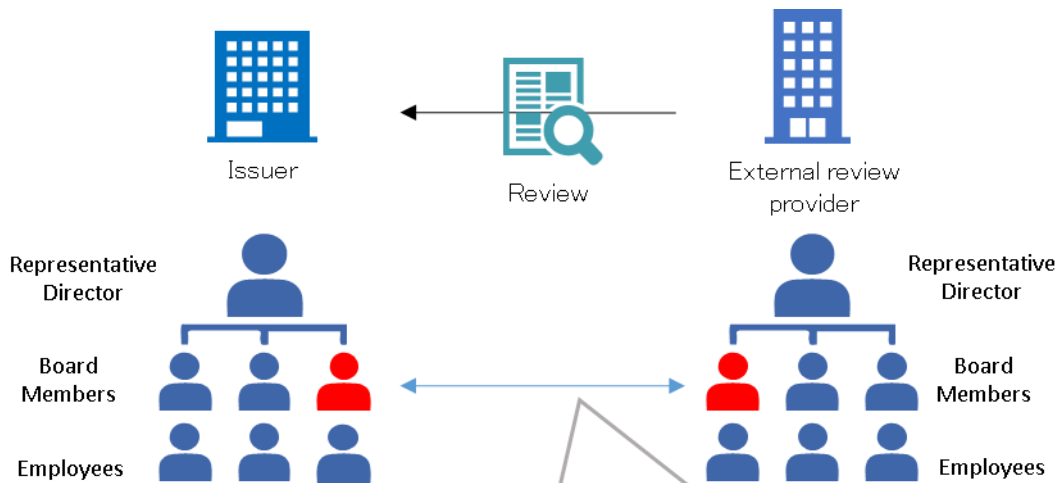 Issuer
Review
External review
provider
Representative
Director
Representative
Director
Board
Members
Board
Members
Employees
Employees